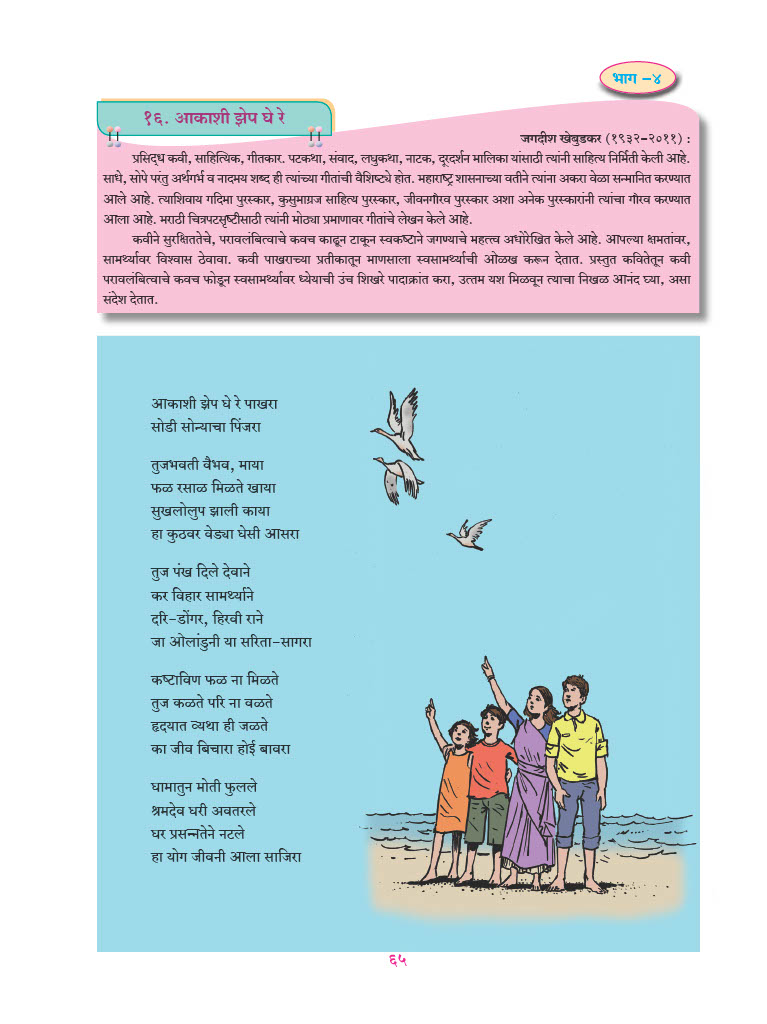 भाग -४
१६. आकाशी झेप घे रे
जगदीश खेबुडकर (१९३२-२०११) :
प्रसिद्ध कवी, साहित्यिक, गीतकार. पटकथा, संवाद, लघुकथा, नाटक, दूरदर्शन मालिका यांसाठी त्यांनी साहित्य निर्मिती केली आहे.
साधे, सोपे परंतु अर्थगर्भ व नादमय शब्द ही त्यांच्या गीतांची वैशिष्ट्ये होत. महाराष्ट्र शासनाच्या वतीने त्यांना अकरा वेळा सन्मानित करण्यात
आले आहे. त्याशिवाय गदिमा पुरस्कार, कुसुमाग्रज साहित्य पुरस्कार, जीवनगौरव पुरस्कार अशा अनेक पुरस्कारांनी त्यांचा गौरव करण्यात
आला आहे. मराठी चित्रपटसृष्टीसाठी त्यांनी मोठ्या प्रमाणावर गीतांचे लेखन केले आहे.
कवीने सुरक्षिततेचे, परावलंबित्वाचे कवच काढून टाकून स्वकष्टाने जगण्याचे महत्त्व अधोरेखित केले आहे. आपल्या क्षमतांवर,
सामर्थ्यावर विश्वास ठेवावा. कवी पाखराच्या प्रतीकातून माणसाला स्वसामर्थ्याची ओळख करून देतात. प्रस्तुत कवितेतून कवी
परावलंबित्वाचे कवच फोडून स्वसामर्थ्यावर ध्येयाची उंच शिखरे पादाक्रांत करा, उत्तम यश मिळवून त्याचा निखळ आनंद घ्या, असा
संदेश देतात.
आकाशी झेप घे रे पाखरा
सोडी सोन्याचा पिंजरा
तुजभवती वैभव, माया
फळ रसाळ मिळते खाया
सुखलोलुप झाली काया
हा कुठवर वेड्या घेसी आसरा
तुज पंख दिले देवाने
कर विहार सामर्थ्याने
दरि-डोंगर, हिरवी राने
जा ओलांडुनी या सरिता-सागरा
कष्टाविण फळ ना मिळते
तुज कळते परि ना वळते
हृदयात व्यथा ही जळते
का जीव बिचारा होई बावरा
घामातुन मोती फुलले
श्रमदेव घरी अवतरले
घर प्रसन्नतेने नटले
हा योग जीवनी आला साजिरा
६५